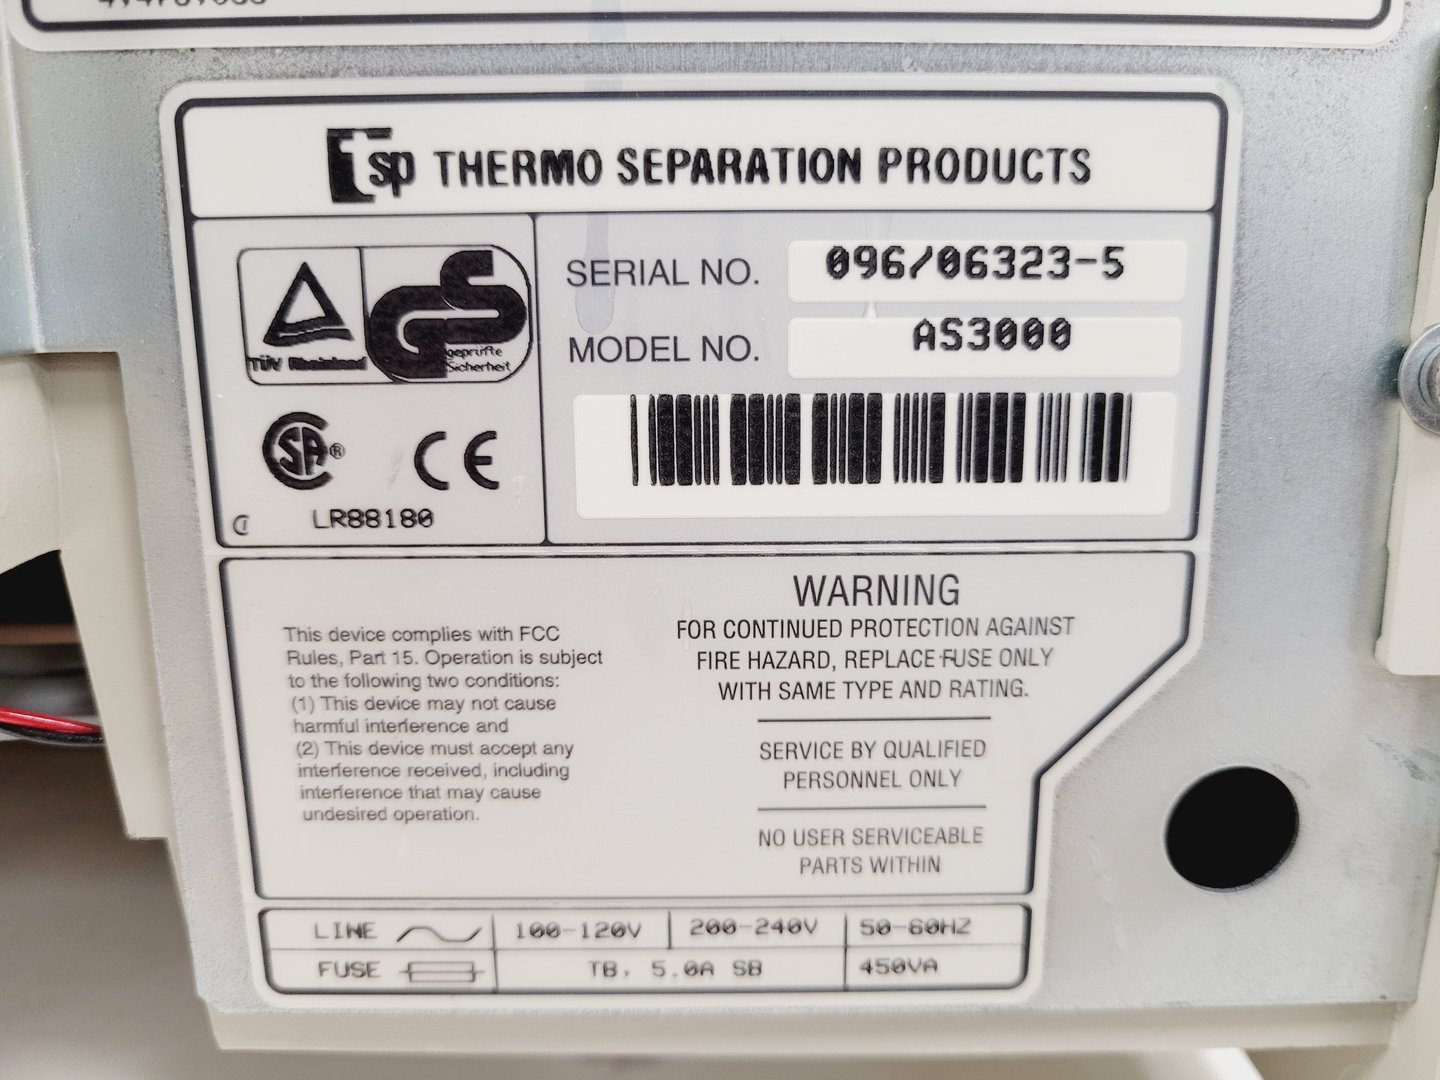 tsp THERMO SEPARATION PRODUCTS
TÜV Rheinland
GS
geprüfte
Sicherheit
SERIAL NO. 096/06323-5
MODEL NO. AS3000
CSA®
CE
LR88180
This device complies with FCC
Rules, Part 15. Operation is subject
to the following two conditions:
(1) This device may not cause
harmful interference and
(2) This device must accept any
interference received, including
interference that may cause
undesired operation.
WARNING
FOR CONTINUED PROTECTION AGAINST
FIRE HAZARD, REPLACE FUSE ONLY
WITH SAME TYPE AND RATING.
SERVICE BY QUALIFIED
PERSONNEL ONLY
NO USER SERVICEABLE
PARTS WITHIN
LINE 100-120V 200-240V 50-60HZ
FUSE TB, 5.0A SB 450VA